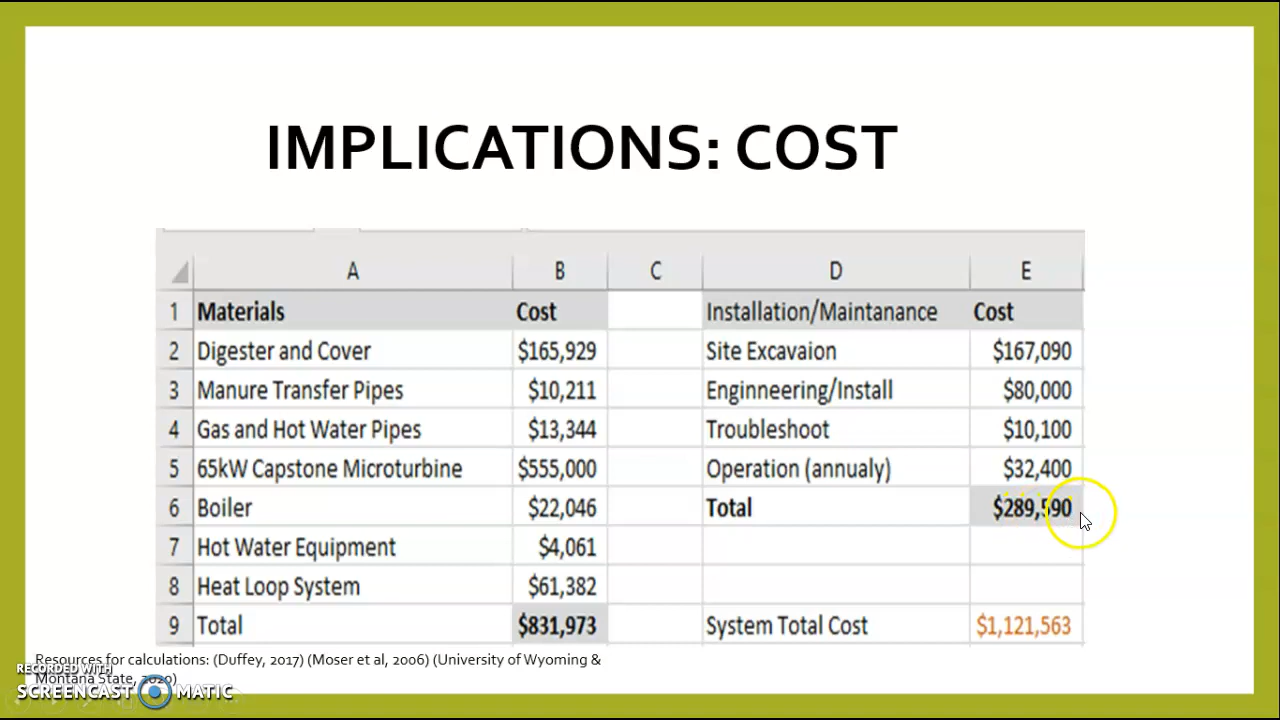 IMPLICATIONS: COST
A B C D E
1 Materials Cost Installation/Maintanance Cost
2 Digester and Cover $165,929 Site Excavaion $167,090
3 Manure Transfer Pipes $10,211 Enginneering/Install $80,000
4 Gas and Hot Water Pipes $13,344 Troubleshoot $10,100
5 65kW Capstone Microturbine $555,000 Operation (annualy) $32,400
6 Boiler $22,046 Total $289,590
7 Hot Water Equipment $4,061
8 Heat Loop System $61,382
9 Total $831,973 System Total Cost $1,121,563
Resources for calculations: (Duffey, 2017) (Moser et al, 2006) (University of Wyoming &
Montana State, 2020)
RECORDED WITH
SCREENCAST MATIC